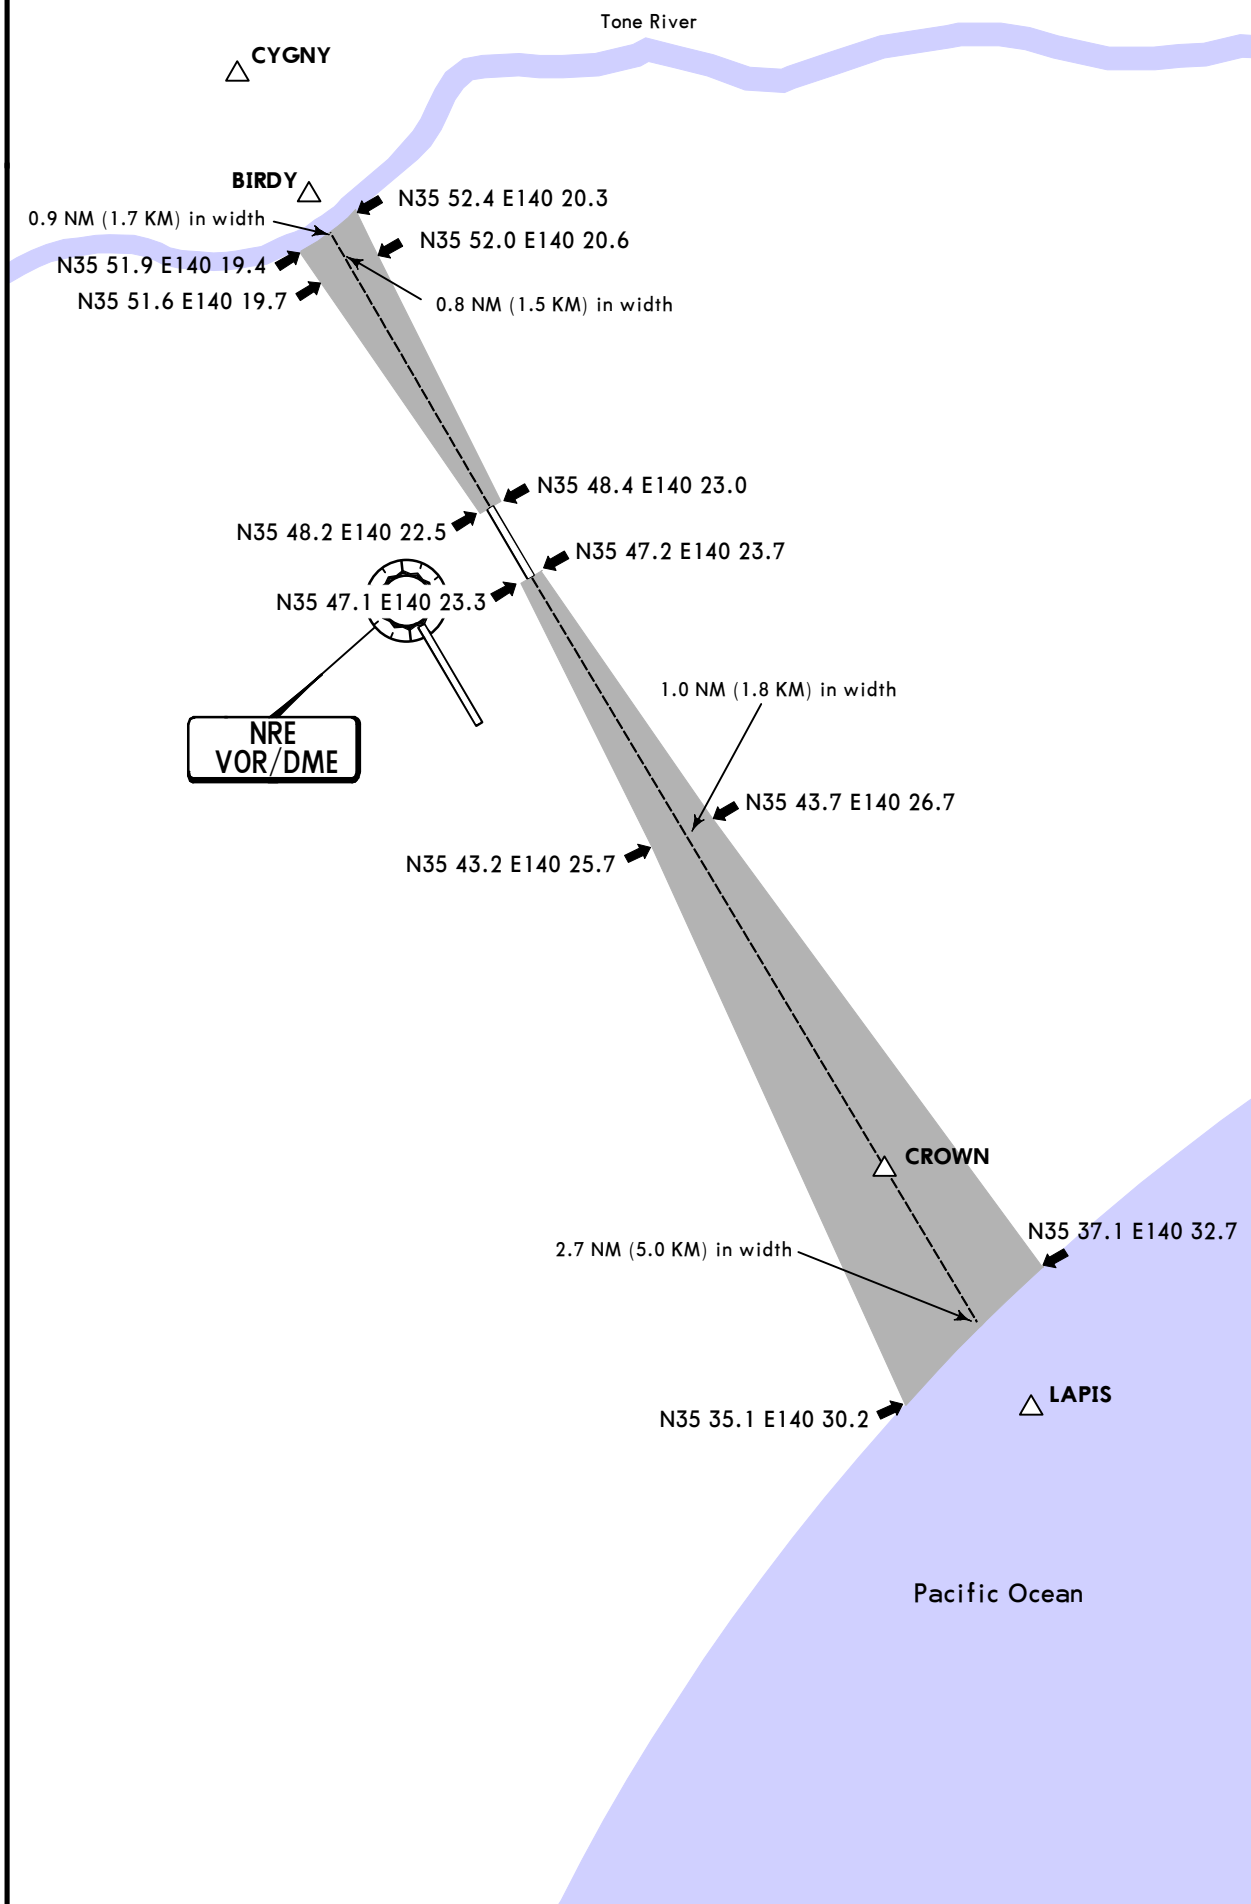 Tone River
CYGNY
BIRDY
N35 52.4 E140 20.3
0.9 NM (1.7 KM) in width
N35 52.0 E140 20.6
N35 51.9 E140 19.4
N35 51.6 E140 19.7
0.8 NM (1.5 KM) in width
N35 48.4 E140 23.0
N35 48.2 E140 22.5
N35 47.2 E140 23.7
N35 47.1 E140 23.3
1.0 NM (1.8 KM) in width
NRE
VOR/DME
N35 43.7 E140 26.7
N35 43.2 E140 25.7
CROWN
N35 37.1 E140 32.7
2.7 NM (5.0 KM) in width
LAPIS
N35 35.1 E140 30.2
Pacific Ocean